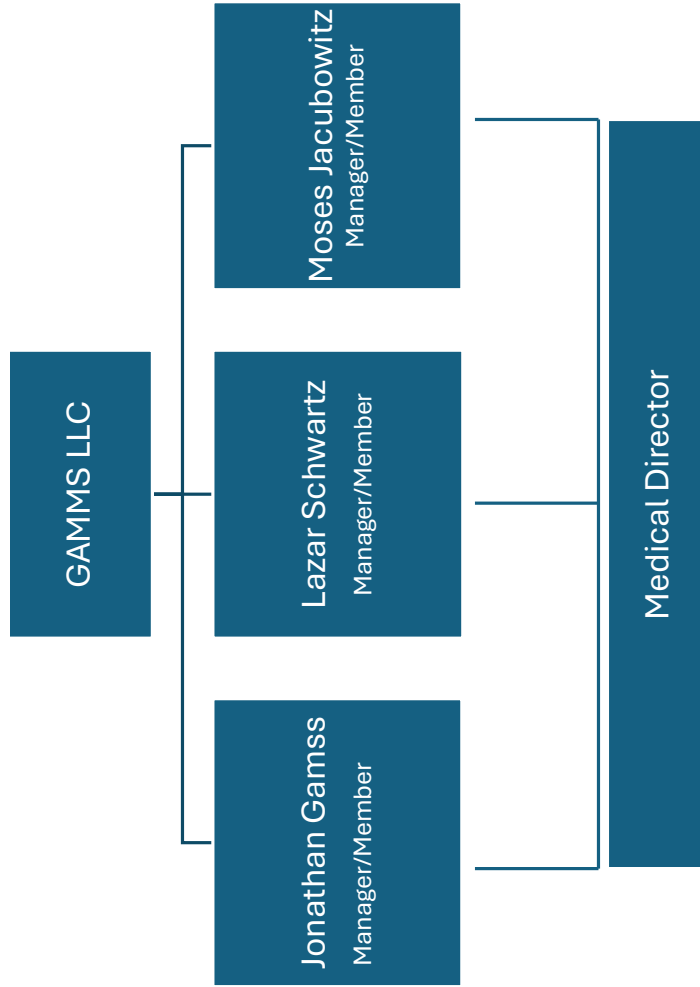 GAMMS LLC
Jonathan Gamss
Manager/Member
Lazar Schwartz
Manager/Member
Moses Jacubowitz
Manager/Member
Medical Director